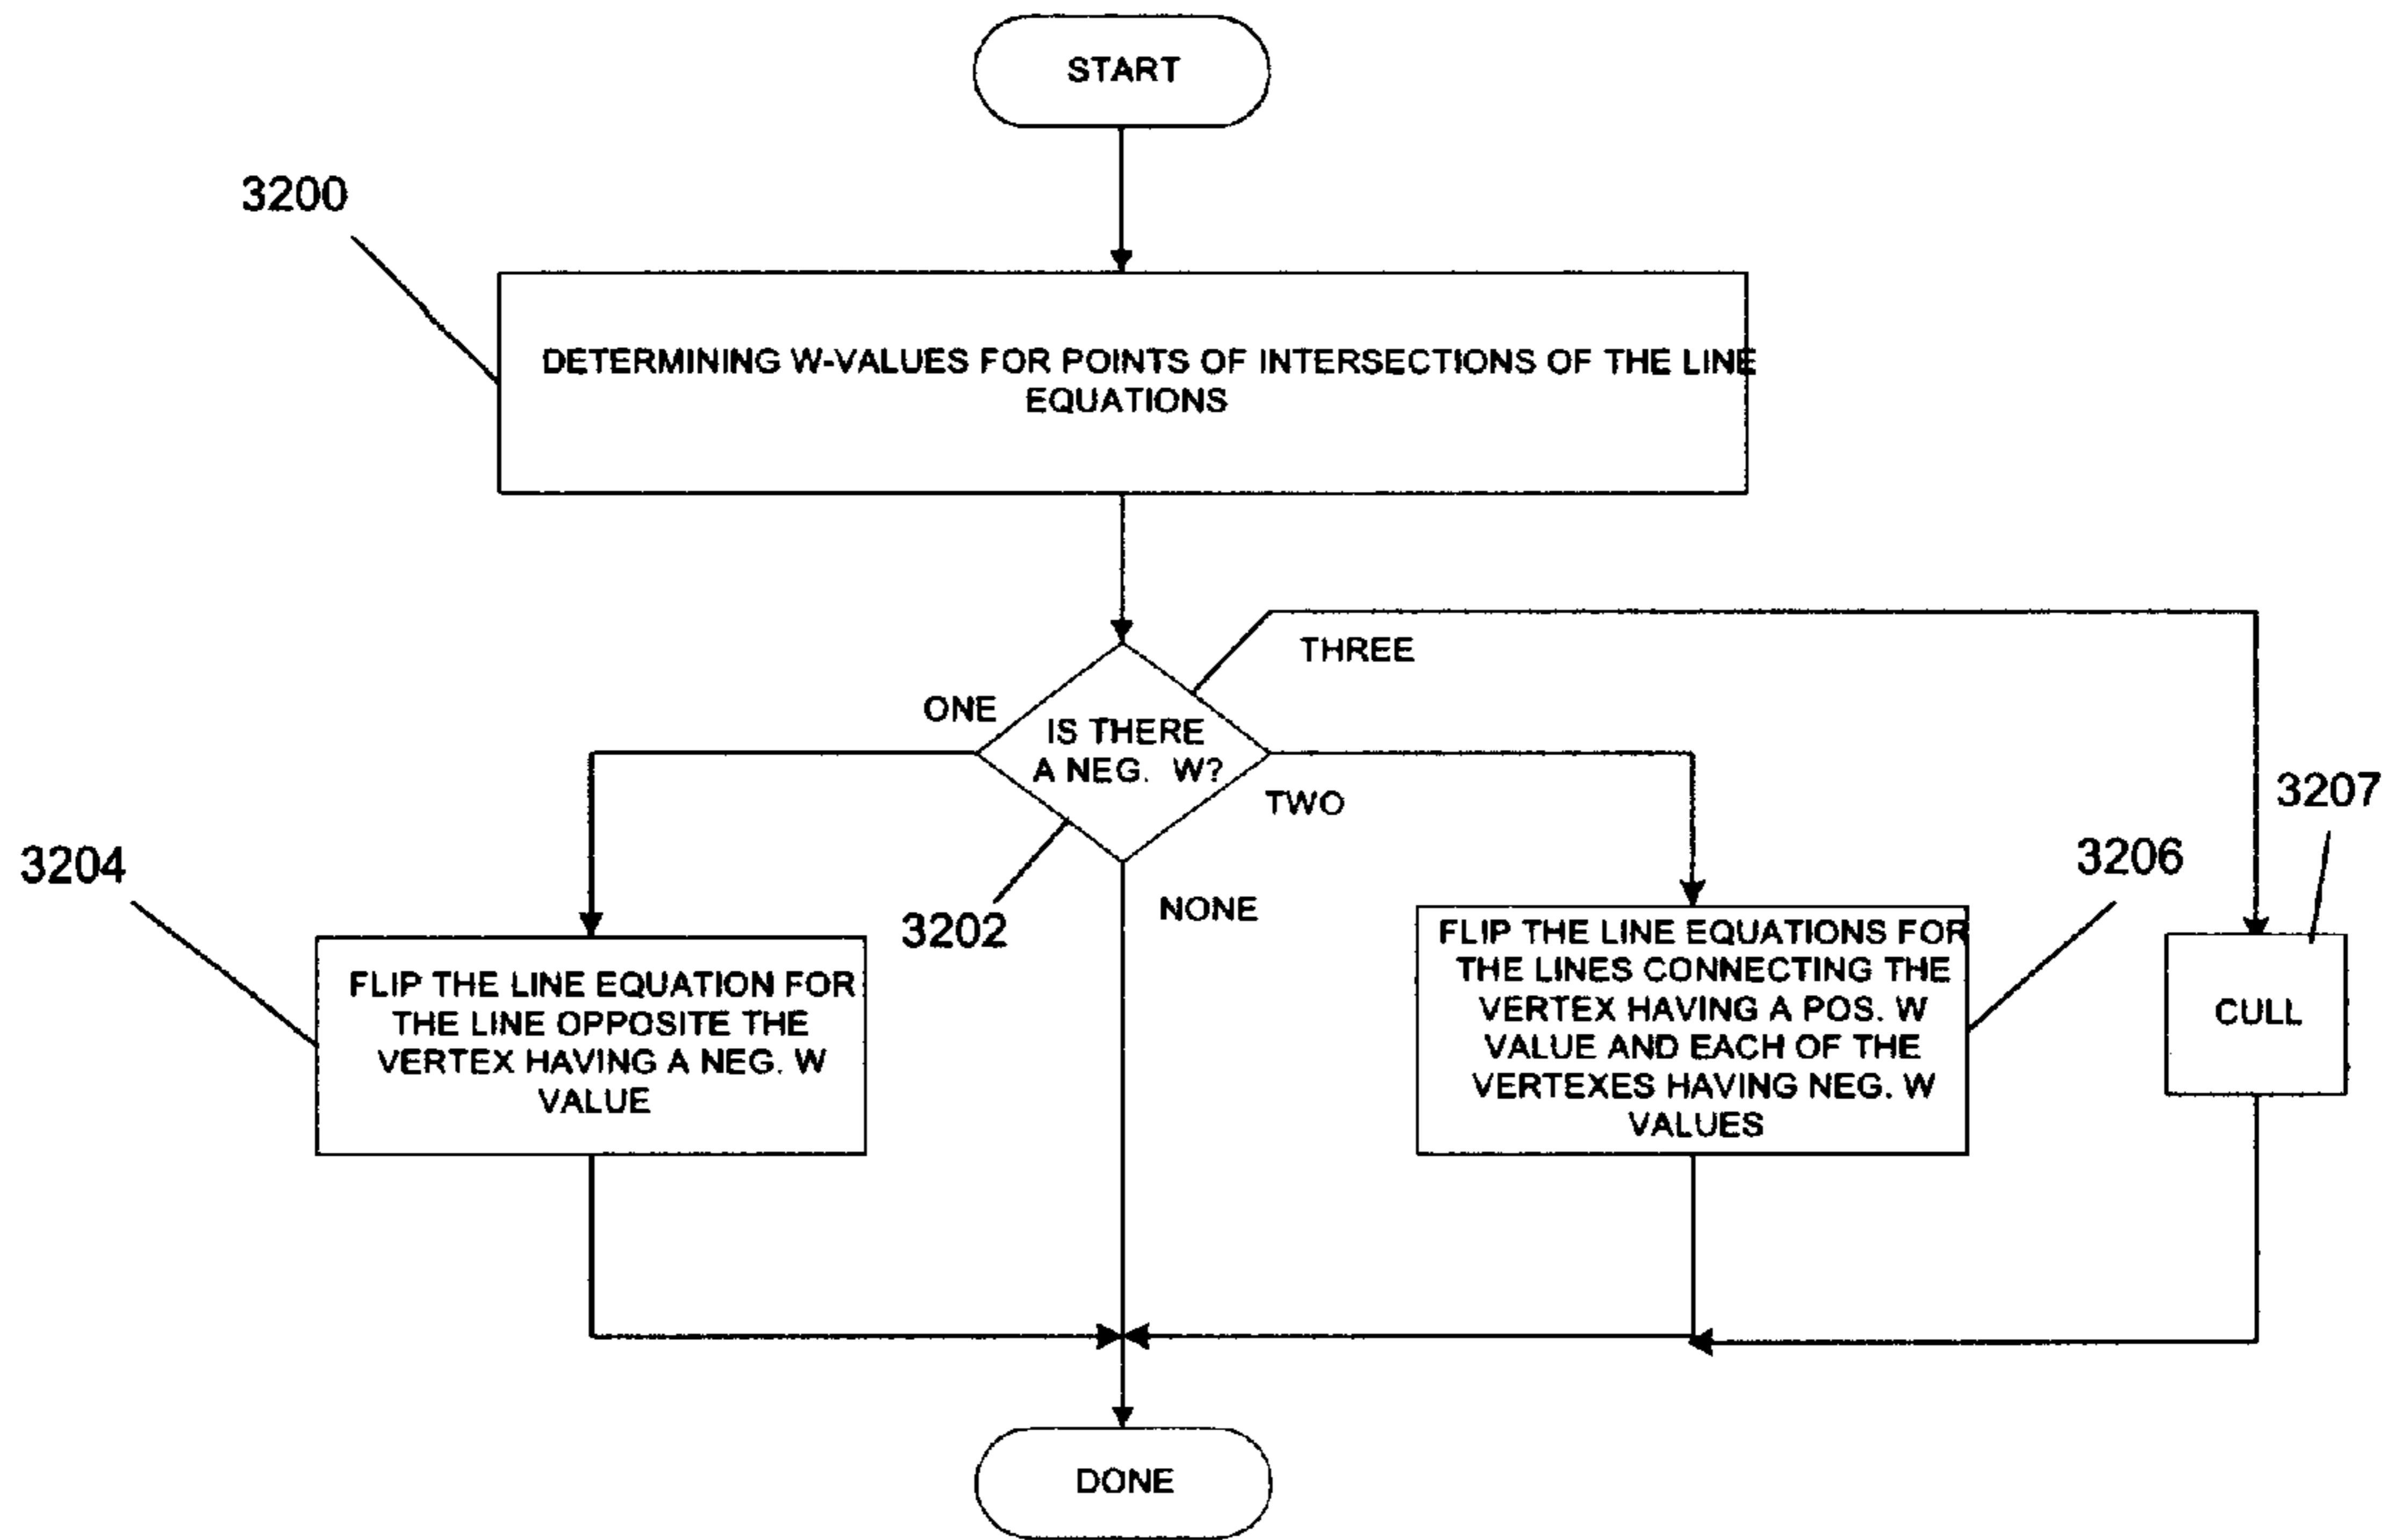 START
3200
DETERMINING W-VALUES FOR POINTS OF INTERSECTIONS OF THE LINE
EQUATIONS
THREE
ONE
IS THERE
A NEG. W?
TWO
3207
3204
3206
3202
NONE
FLIP THE LINE EQUATION FOR
THE LINE OPPOSITE THE
VERTEX HAVING A NEG. W
VALUE
FLIP THE LINE EQUATIONS FOR
THE LINES CONNECTING THE
VERTEX HAVING A POS. W
VALUE AND EACH OF THE
VERTEXES HAVING NEG. W
VALUES
CULL
DONE